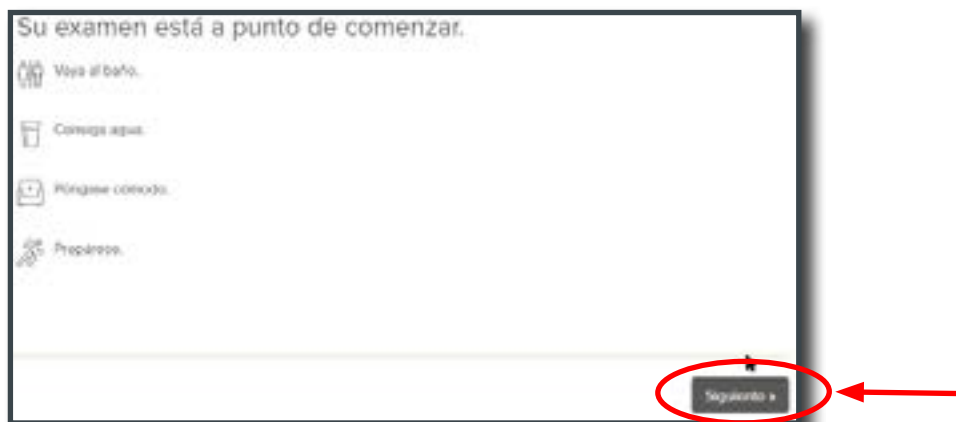 Su examen está a punto de comenzar.
Vaya al baño.
Consiga agua.
Póngase cómodo.
Prepárese.
Siguiente »